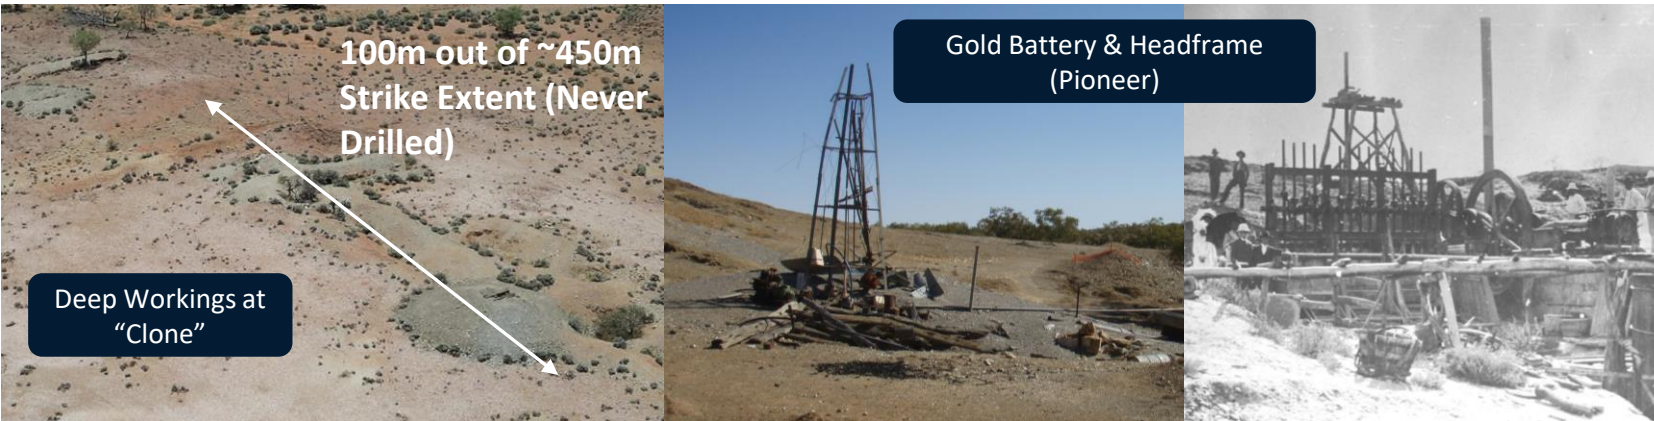 100m out of ~450m
Strike Extent (Never
Drilled)
Deep Workings at
“Clone”
Gold Battery & Headframe
(Pioneer)